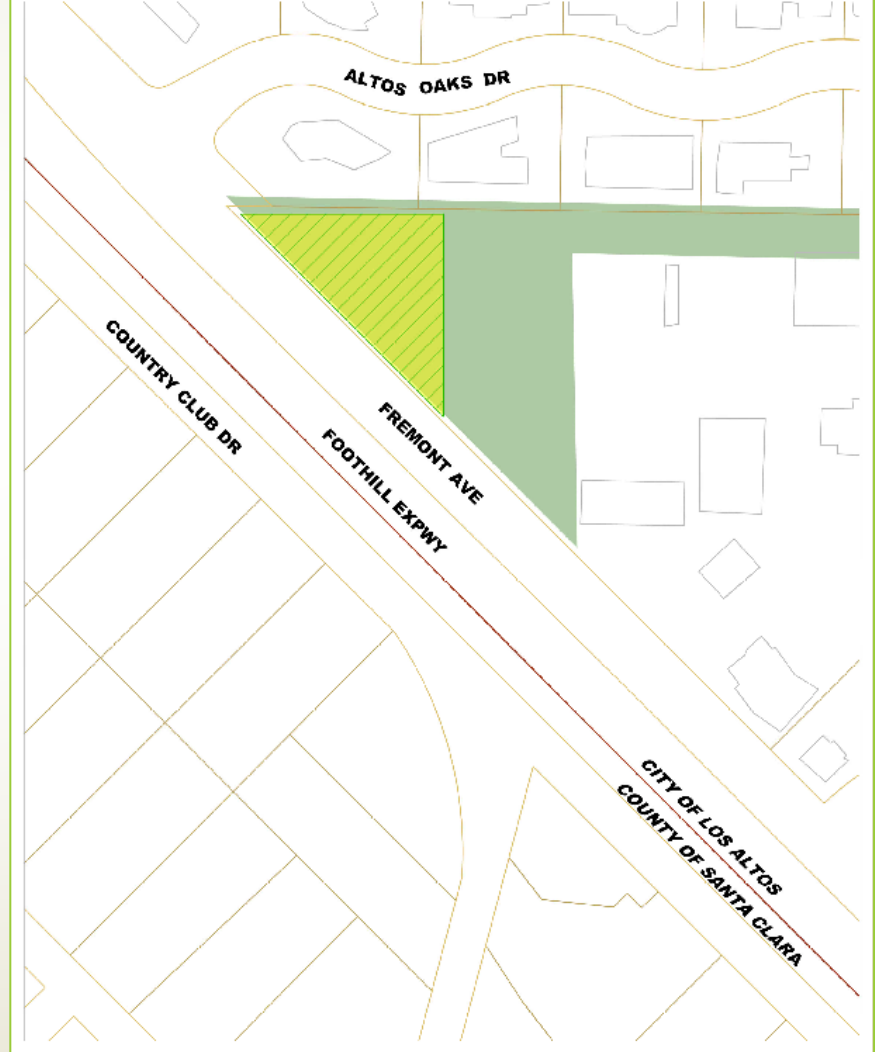 ALTOS OAKS DR
COUNTRY CLUB DR
FREMONT AVE
FOOTHILL EXPWY
CITY OF LOS ALTOS
COUNTY OF SANTA CLARA